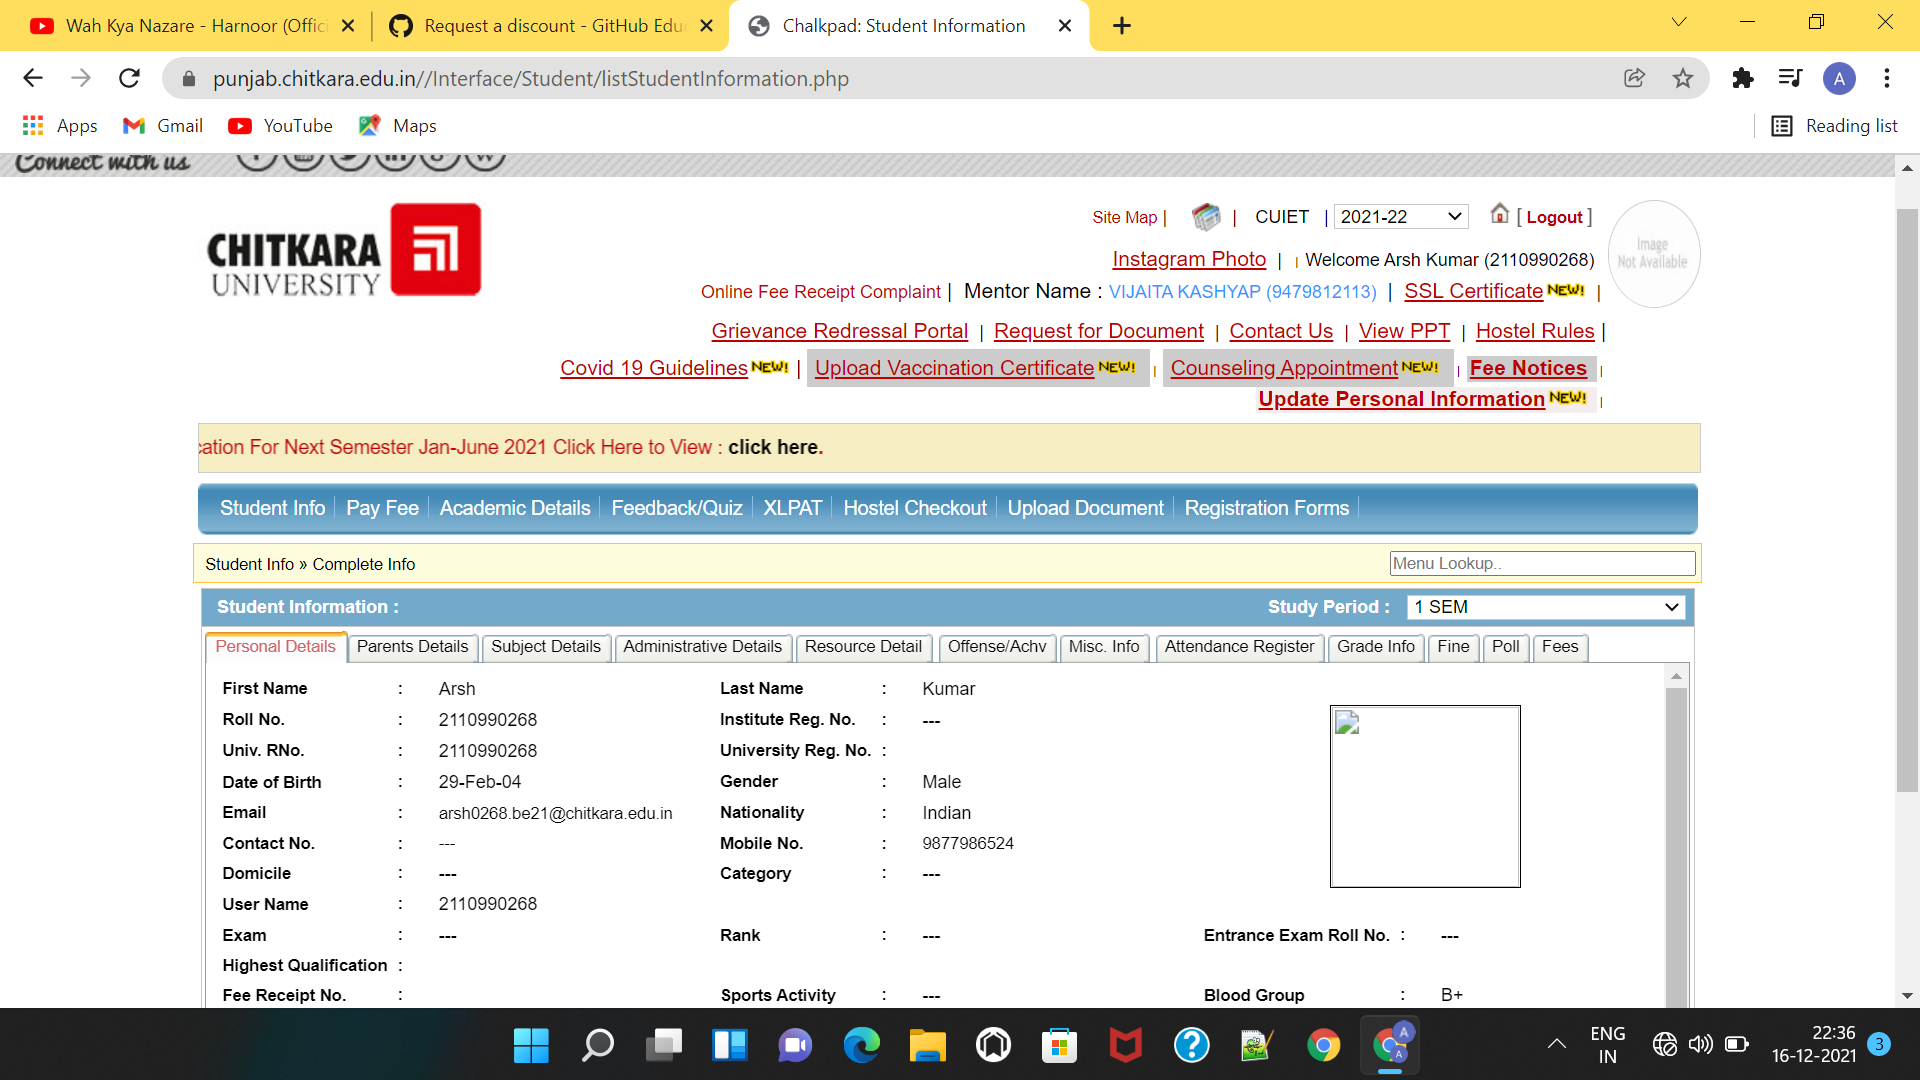 Wah Kya Nazare - Harnoor (Offic
Request a discount - GitHub Edu
Chalkpad: Student Information
punjab.chitkara.edu.in//Interface/Student/listStudentInformation.php
A
Apps Gmail YouTube Maps Reading list
Connect with us
CHITKARA
UNIVERSITY
Site Map | | CUIET | 2021-22 [ Logout ]
Image
Not Available
Instagram Photo | | Welcome Arsh Kumar (2110990268)
Online Fee Receipt Complaint | Mentor Name : VIJAITA KASHYAP (9479812113) | SSL Certificate NEW! |
Grievance Redressal Portal | Request for Document | Contact Us | View PPT | Hostel Rules |
Covid 19 Guidelines NEW! | Upload Vaccination Certificate NEW! | Counseling Appointment NEW! | Fee Notices |
Update Personal Information NEW! |
cation For Next Semester Jan-June 2021 Click Here to View : click here.
Student Info Pay Fee Academic Details Feedback/Quiz XLPAT Hostel Checkout Upload Document Registration Forms
Student Info » Complete Info Menu Lookup..
Student Information : Study Period : 1 SEM
Personal Details Parents Details Subject Details Administrative Details Resource Detail Offense/Achv Misc. Info Attendance Register Grade Info Fine Poll Fees
First Name : Arsh Last Name : Kumar
Roll No. : 2110990268 Institute Reg. No. : ---
Univ. RNo. : 2110990268 University Reg. No. :
Date of Birth : 29-Feb-04 Gender : Male
Email : arsh0268.be21@chitkara.edu.in Nationality : Indian
Contact No. : --- Mobile No. : 9877986524
Domicile : --- Category : ---
User Name : 2110990268
Exam : --- Rank : --- Entrance Exam Roll No. : ---
Highest Qualification :
Fee Receipt No. : Sports Activity : --- Blood Group : B+
A
A
ENG
IN
22:36
16-12-2021
3